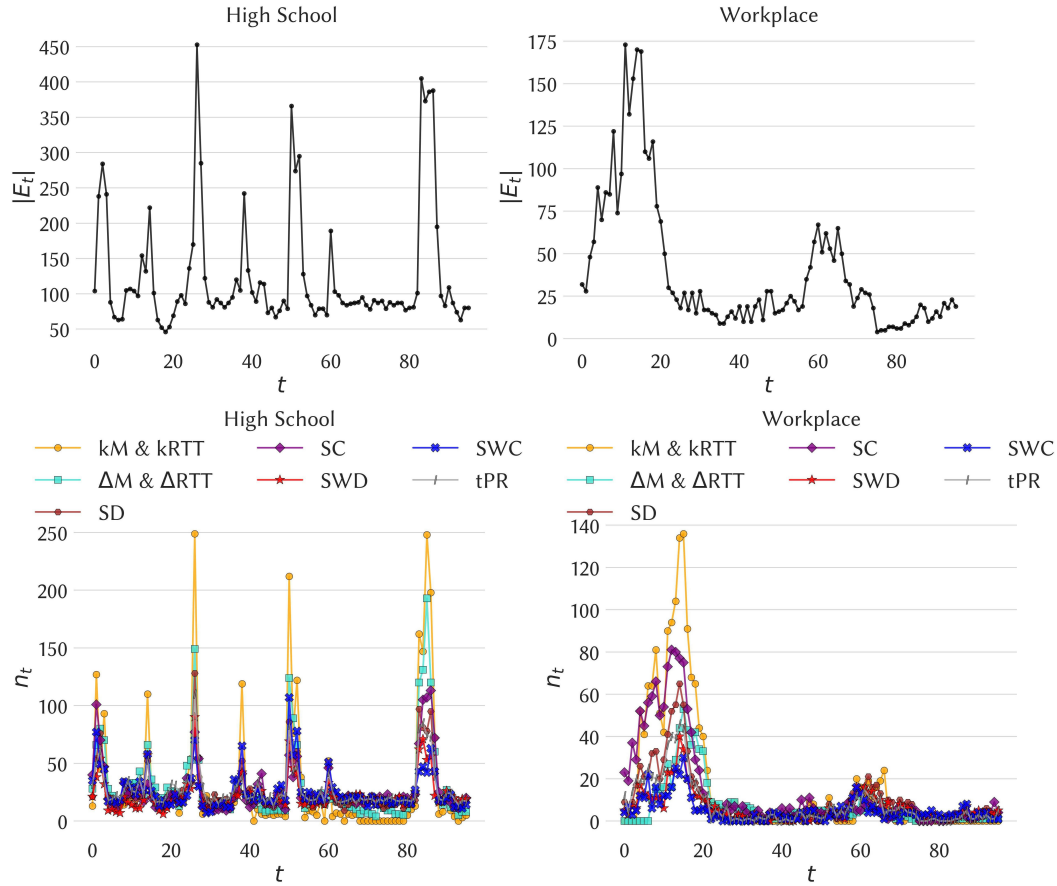 High School
450
400
350
300
250
200
150
100
50
|E_t|
0 20 40 60 80
t
Workplace
175
150
125
100
75
50
25
0
|E_t|
0 20 40 60 80
t
High School
kM & kRTT SC SWC
ΔM & ΔRTT SWD tPR
SD
250
200
150
100
50
0
n_t
0 20 40 60 80
t
Workplace
kM & kRTT SC SWC
ΔM & ΔRTT SWD tPR
SD
140
120
100
80
60
40
20
0
n_t
0 20 40 60 80
t